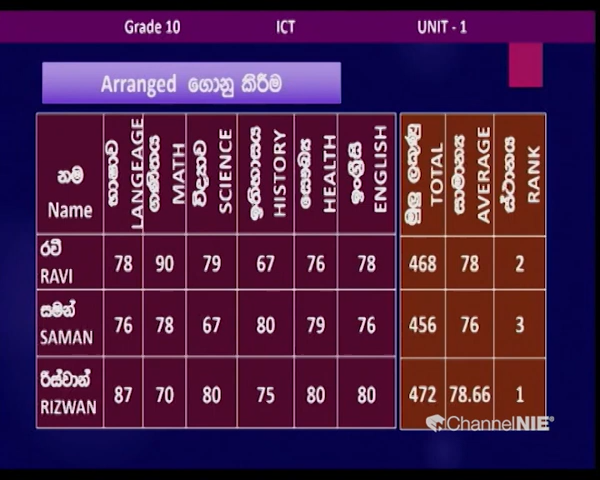 Grade 10 ICT UNIT - 1
Arranged ගොනු කිරීම
නම Name භාෂාව LANGEAGE ගණිතය MATH විද්‍යාව SCIENCE ඉතිහාසය HISTORY සෞඛ්‍ය HEALTH ඉංග්‍රීසි ENGLISH මුලු ලකුණු TOTAL සාමාන්‍ය AVERAGE ස්ථානය RANK
රවි
RAVI 78 90 79 67 76 78 468 78 2
සමන්
SAMAN 76 78 67 80 79 76 456 76 3
රිස්වාන්
RIZWAN 87 70 80 75 80 80 472 78.66 1
ChannelNIE®